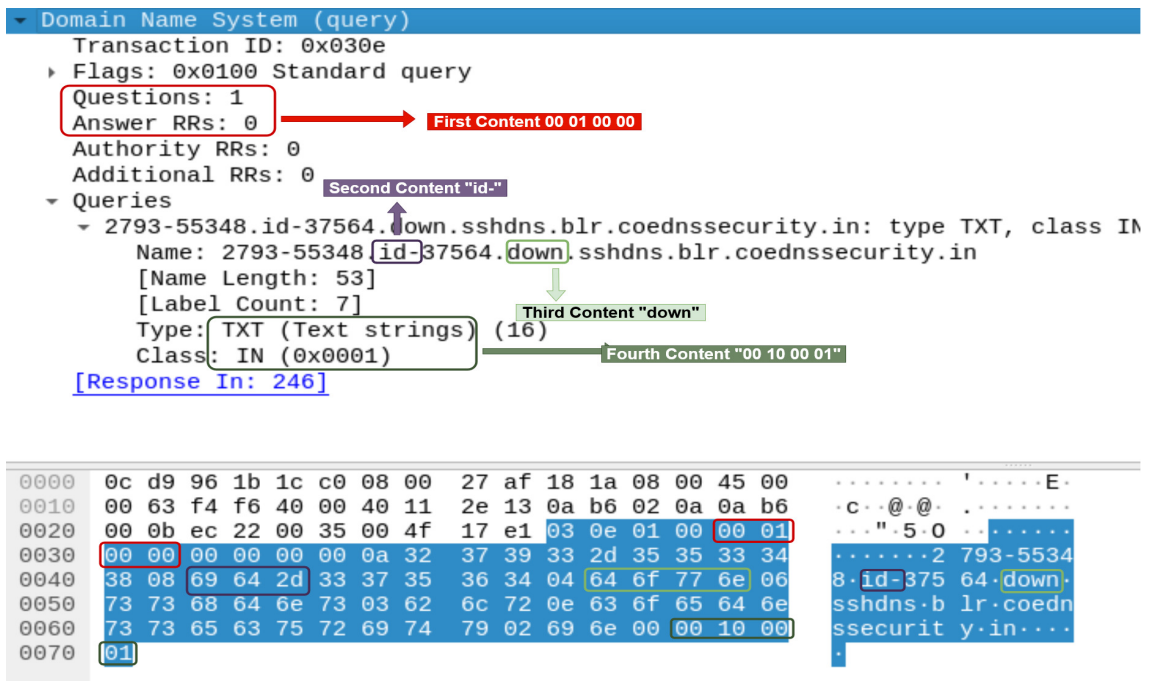 Domain Name System (query)
Transaction ID: 0x030e
Flags: 0x0100 Standard query
Questions: 1
Answer RRs: 0
First Content 00 01 00 00
Authority RRs: 0
Additional RRs: 0
Second Content "id-"
Queries
2793-55348.id-37564.down.sshdns.blr.coednssecurity.in: type TXT, class IN
Name: 2793-55348.id-37564.down.sshdns.blr.coednssecurity.in
[Name Length: 53]
[Label Count: 7]
Third Content "down"
Type: TXT (Text strings) (16)
Class: IN (0x0001)
Fourth Content "00 10 00 01"
[Response In: 246]
0000 0c d9 96 1b 1c c0 08 00 27 af 18 1a 08 00 45 00 ········ '·····E·
0010 00 63 f4 f6 40 00 40 11 2e 13 0a b6 02 0a 0a b6 ·c··@·@· .·······
0020 00 0b ec 22 00 35 00 4f 17 e1 03 0e 01 00 00 01 ···"·5·O ········
0030 00 00 00 00 00 00 0a 32 37 39 33 2d 35 35 33 34 ·······2 793-5534
0040 38 08 69 64 2d 33 37 35 36 34 04 64 6f 77 6e 06 8·id-375 64·down·
0050 73 73 68 64 6e 73 03 62 6c 72 0e 63 6f 65 64 6e sshdns·b lr·coedn
0060 73 73 65 63 75 72 69 74 79 02 69 6e 00 00 10 00 ssecurit y·in····
0070 01 ·